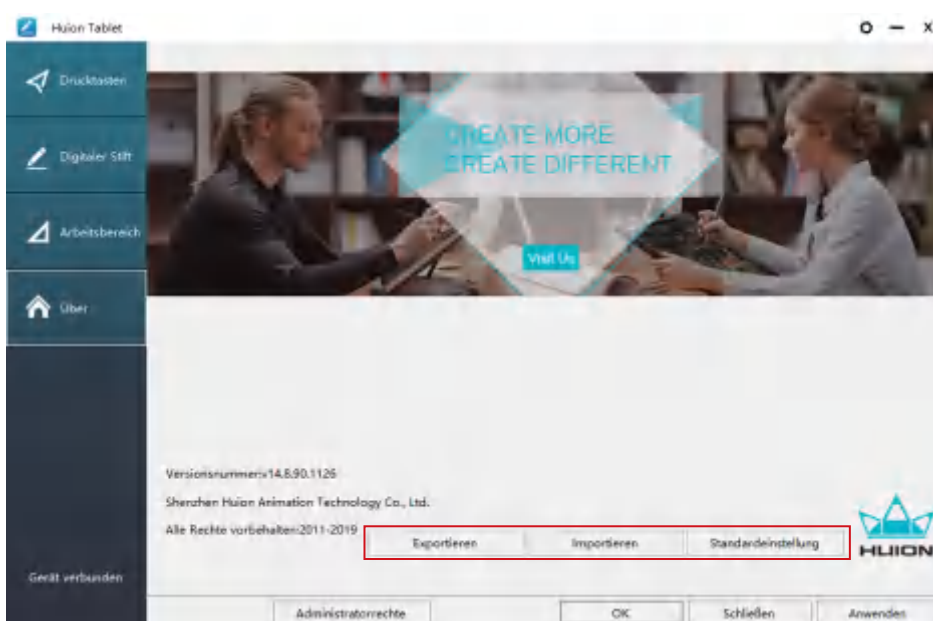 Huion Tablet
Drucktasten
Digitaler Stift
Arbeitsbereich
Über
CREATE MORE
CREATE DIFFERENT
Visit Us
Versionsnummer:v14.8.90.1126
Shenzhen Huion Animation Technology Co., Ltd.
Alle Rechte vorbehalten:2011-2019
Exportieren Importieren Standardeinstellung
HUION
Gerät verbunden
Administratorrechte OK Schließen Anwenden